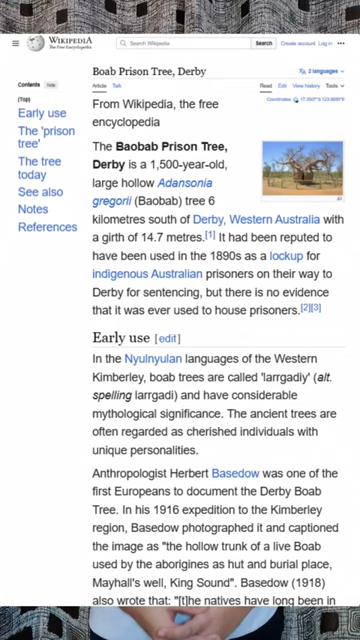 WIKIPEDIA
The Free Encyclopedia
Search Wikipedia
Search
Create account Log in
Boab Prison Tree, Derby
2 languages
Contents hide
Article Talk
Read Edit View history Tools
(Top)
Early use
The 'prison
tree'
The tree
today
See also
Notes
References
From Wikipedia, the free
encyclopedia
The Baobab Prison Tree,
Derby is a 1,500-year-old,
large hollow Adansonia
gregorii (Baobab) tree 6
kilometres south of Derby, Western Australia with
a girth of 14.7 metres.[1] It had been reputed to
have been used in the 1890s as a lockup for
indigenous Australian prisoners on their way to
Derby for sentencing, but there is no evidence
that it was ever used to house prisoners.[2][3]
Early use [edit]
In the Nyulnyulan languages of the Western
Kimberley, boab trees are called 'larrgadiy' (alt.
spelling larrgadi) and have considerable
mythological significance. The ancient trees are
often regarded as cherished individuals with
unique personalities.
Anthropologist Herbert Basedow was one of the
first Europeans to document the Derby Boab
Tree. In his 1916 expedition to the Kimberley
region, Basedow photographed it and captioned
the image as "the hollow trunk of a live Boab
used by the aborigines as hut and burial place,
Mayhall's well, King Sound". Basedow (1918)
also wrote that: "[t]he natives have long been in